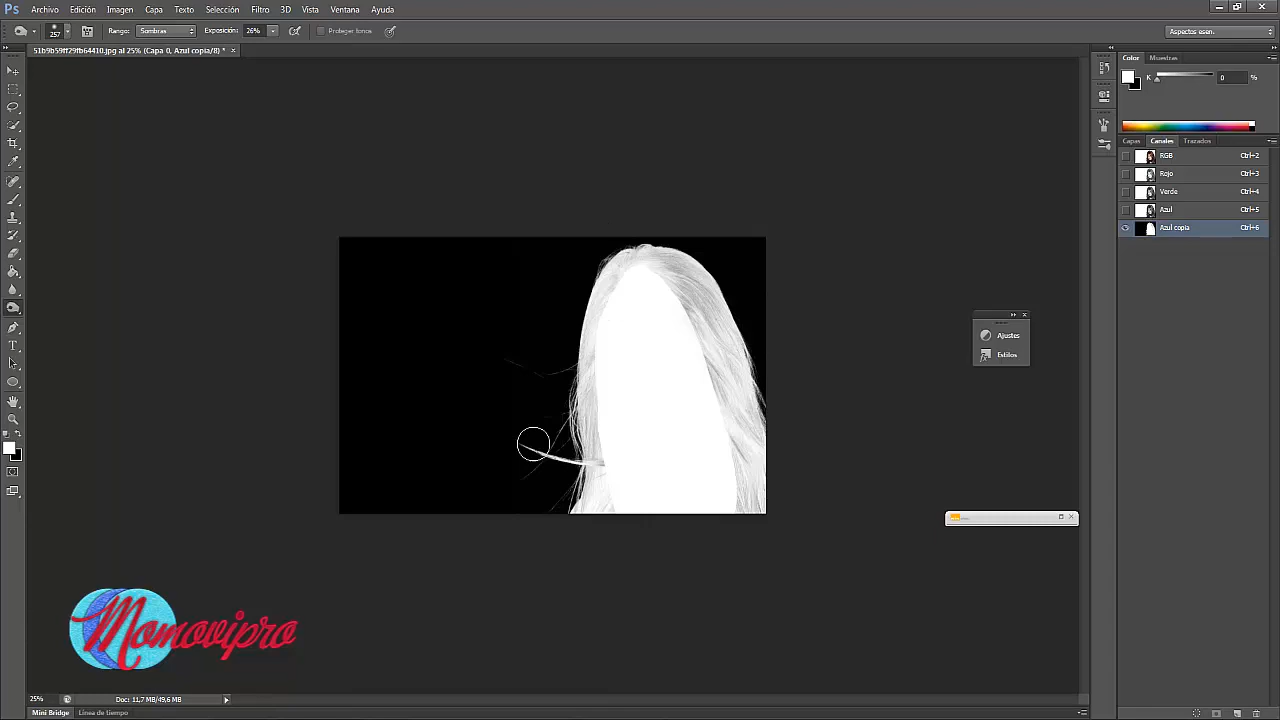 Ps Archivo Edición Imagen Capa Texto Selección Filtro 3D Vista Ventana Ayuda
257 Rango: Sombras Exposición: 26% Proteger tonos Aspectos esen.
51b9b59ff29fb64410.jpg al 25% (Capa 0, Azul copia/8) *
Color Muestras
K 0 %
Capas Canales Trazados
RGB Ctrl+2
Rojo Ctrl+3
Verde Ctrl+4
Azul Ctrl+5
Azul copia Ctrl+6
Ajustes
Estilos
Momovipro
25% Doc: 11,7 MB/49,6 MB
Mini Bridge Línea de tiempo